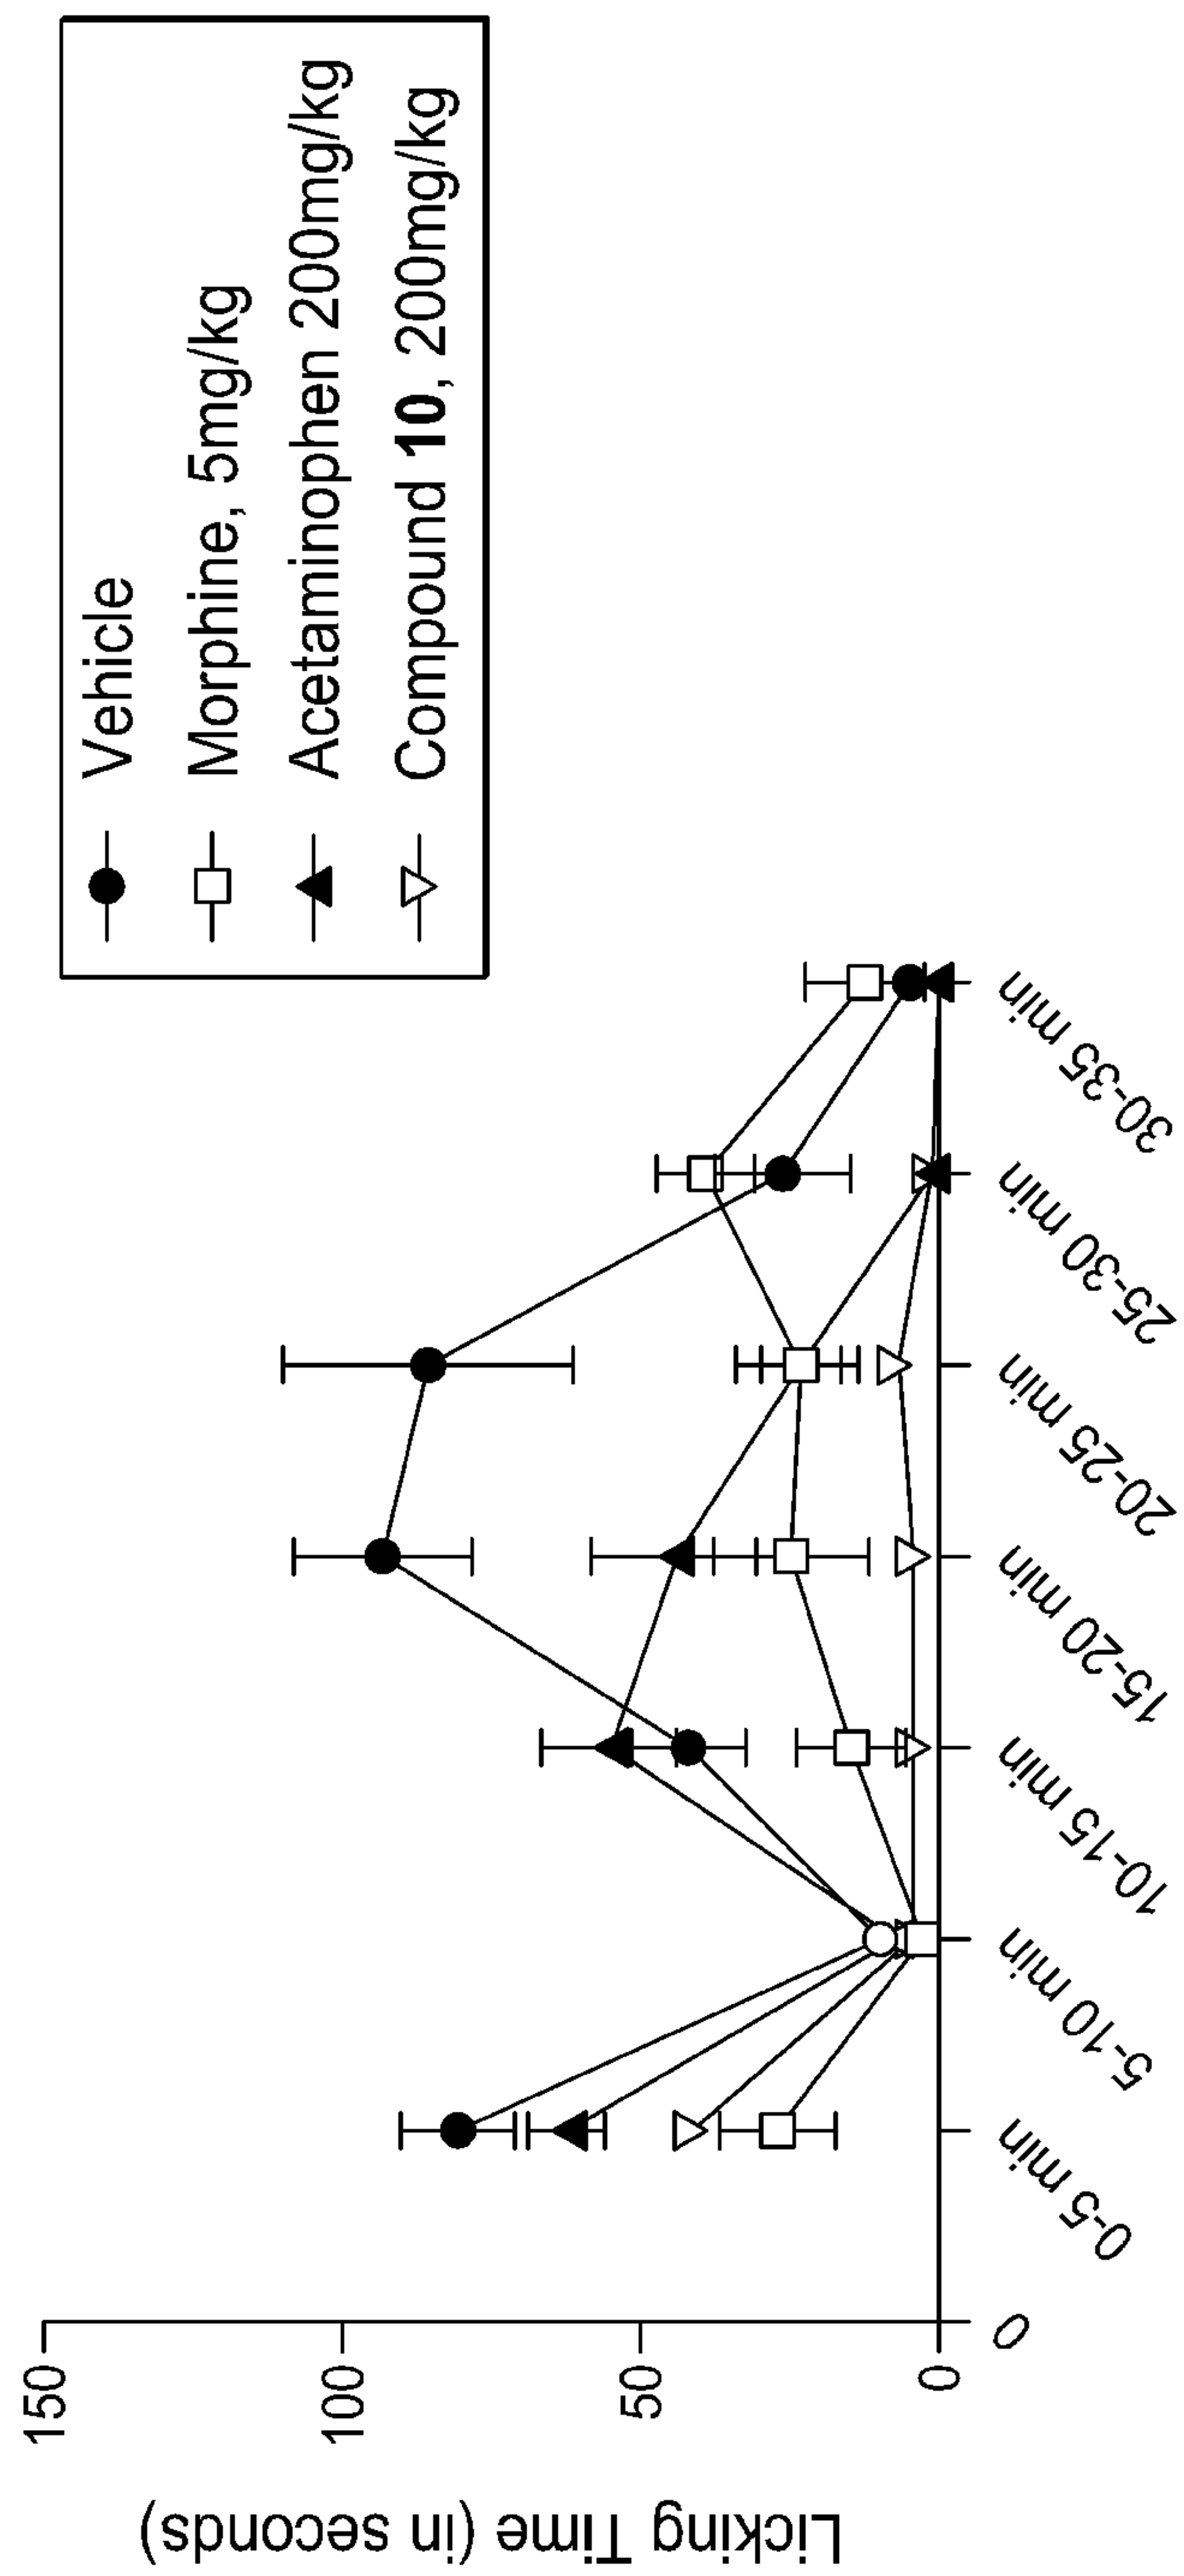 Vehicle
Morphine, 5mg/kg
Acetaminophen 200mg/kg
Compound 10, 200mg/kg
Licking Time (in seconds)
150
100
50
0
0
0-5 min
5-10 min
10-15 min
15-20 min
20-25 min
25-30 min
30-35 min